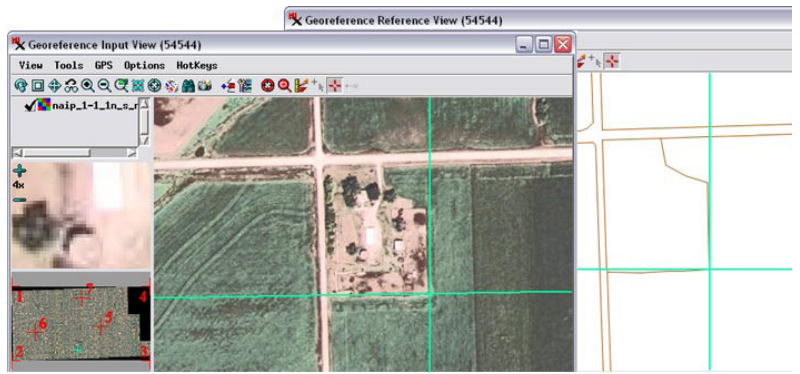 Georeference Reference View (54544)
Georeference Input View (54544)
View Tools GPS Options HotKeys
naip_1-1_1n_s_r
4x
1
7
4
6
5
2
3